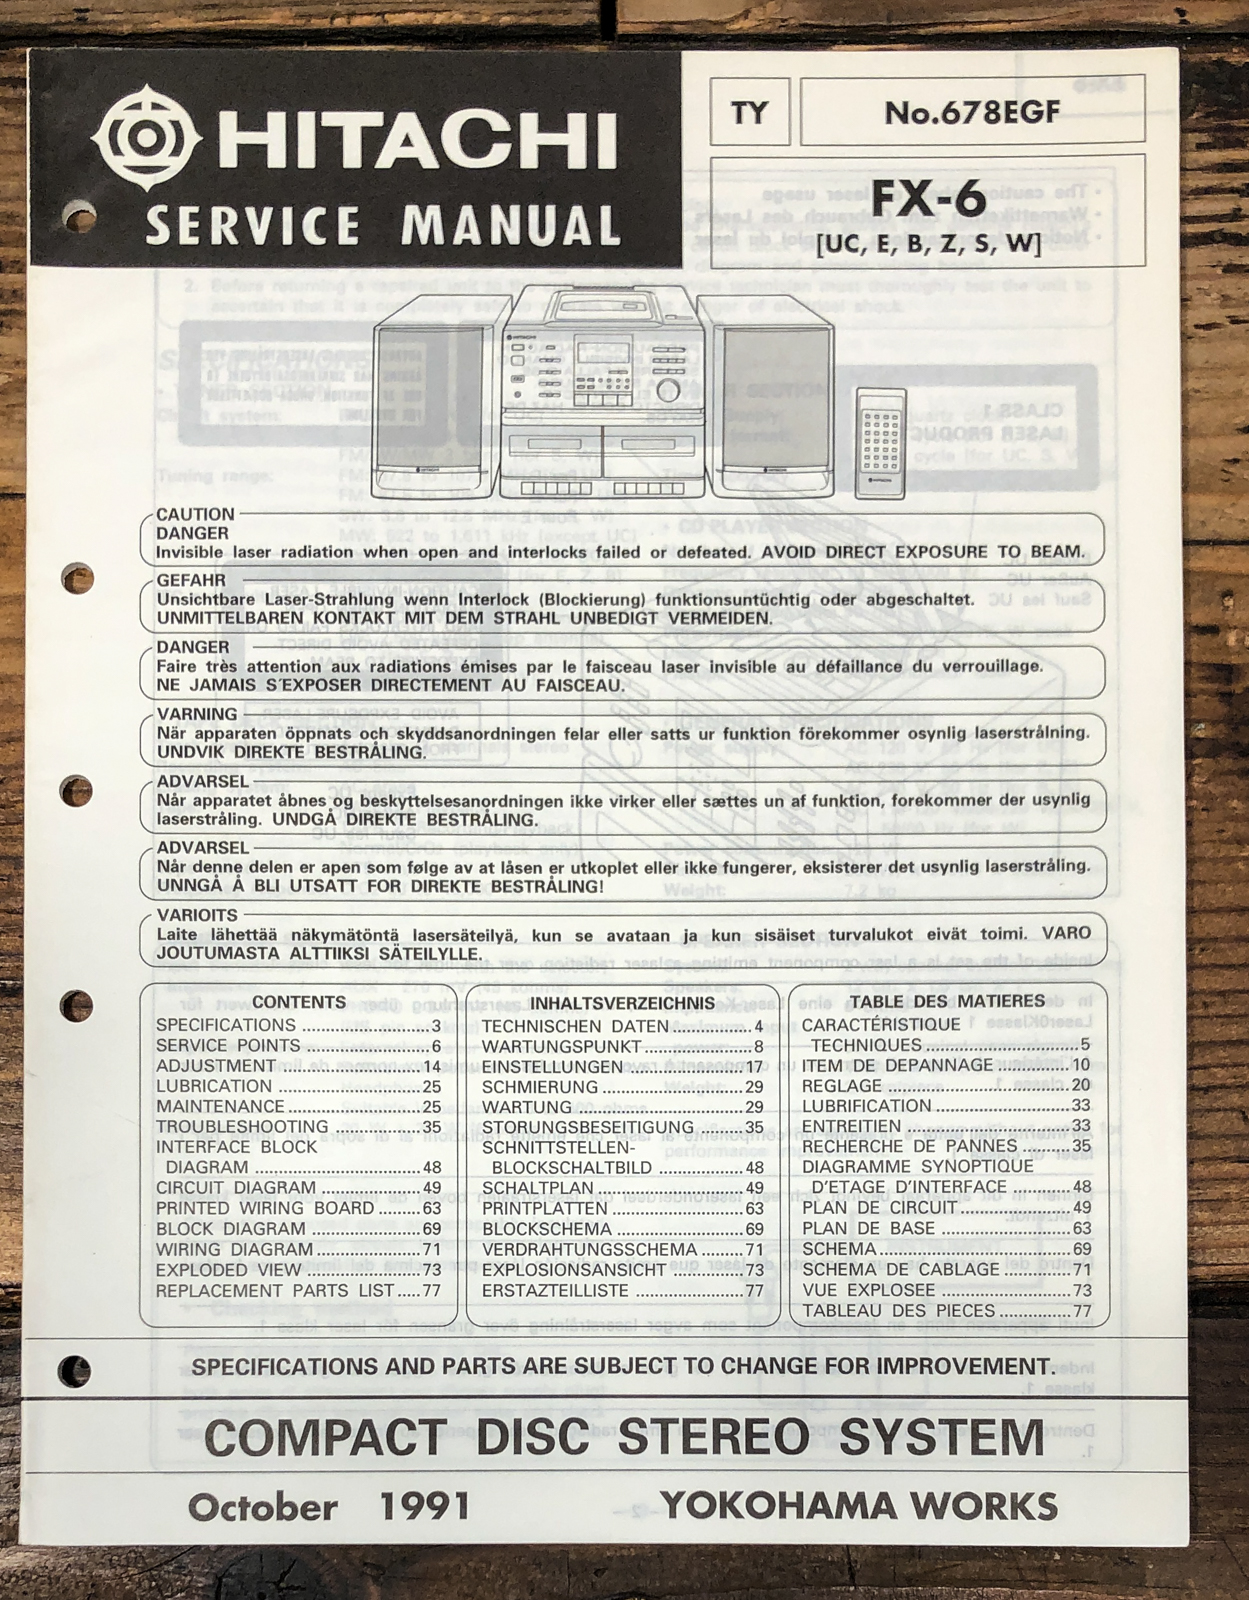 HITACHI
SERVICE MANUAL
TY
No.678EGF
FX-6
[UC, E, B, Z, S, W]
HITACHI
HITACHI
HITACHI
HITACHI
CAUTION
DANGER
Invisible laser radiation when open and interlocks failed or defeated. AVOID DIRECT EXPOSURE TO BEAM.
GEFAHR
Unsichtbare Laser-Strahlung wenn Interlock (Blockierung) funktionsuntüchtig oder abgeschaltet.
UNMITTELBAREN KONTAKT MIT DEM STRAHL UNBEDIGT VERMEIDEN.
DANGER
Faire très attention aux radiations émises par le faisceau laser invisible au défaillance du verrouillage.
NE JAMAIS S'EXPOSER DIRECTEMENT AU FAISCEAU.
VARNING
När apparaten öppnats och skyddsanordningen felar eller satts ur funktion förekommer osynlig laserstrålning.
UNDVIK DIREKTE BESTRÅLING.
ADVARSEL
Når apparatet åbnes og beskyttelsesanordningen ikke virker eller sættes un af funktion, forekommer der usynlig
laserstråling. UNDGÅ DIREKTE BESTRÅLING.
ADVARSEL
Når denne delen er apen som følge av at låsen er utkoplet eller ikke fungerer, eksisterer det usynlig laserstråling.
UNNGÅ Å BLI UTSATT FOR DIREKTE BESTRÅLING!
VARIOITS
Laite lähettää näkymätöntä lasersäteilyä, kun se avataan ja kun sisäiset turvalukot eivät toimi. VARO
JOUTUMASTA ALTTIIKSI SÄTEILYLLE.
CONTENTS
SPECIFICATIONS ..................3
SERVICE POINTS ..................6
ADJUSTMENT ..................14
LUBRICATION ..................25
MAINTENANCE ..................25
TROUBLESHOOTING ..................35
INTERFACE BLOCK
DIAGRAM ..................48
CIRCUIT DIAGRAM ..................49
PRINTED WIRING BOARD ........63
BLOCK DIAGRAM ..................69
WIRING DIAGRAM ..................71
EXPLODED VIEW ..................73
REPLACEMENT PARTS LIST.....77
INHALTSVERZEICHNIS
TECHNISCHEN DATEN..................4
WARTUNGSPUNKT ..................8
EINSTELLUNGEN ..................17
SCHMIERUNG ..................29
WARTUNG ..................29
STORUNGSBESEITIGUNG ..........35
SCHNITTSTELLEN-
BLOCKSCHALTBILD ..................48
SCHALTPLAN..................49
PRINTPLATTEN ..................63
BLOCKSCHEMA ..................69
VERDRAHTUNGSSCHEMA ........71
EXPLOSIONSANSICHT ..................73
ERSTAZTEILLISTE ..................77
TABLE DES MATIERES
CARACTÉRISTIQUE
TECHNIQUES ..................5
ITEM DE DEPANNAGE ..................10
REGLAGE ..................20
LUBRIFICATION ..................33
ENTREITIEN ..................33
RECHERCHE DE PANNES ..........35
DIAGRAMME SYNOPTIQUE
D'ETAGE D'INTERFACE ..................48
PLAN DE CIRCUIT..................49
PLAN DE BASE ..................63
SCHEMA..................69
SCHEMA DE CABLAGE ..................71
VUE EXPLOSEE ..................73
TABLEAU DES PIECES ..................77
SPECIFICATIONS AND PARTS ARE SUBJECT TO CHANGE FOR IMPROVEMENT.
COMPACT DISC STEREO SYSTEM
October 1991
YOKOHAMA WORKS